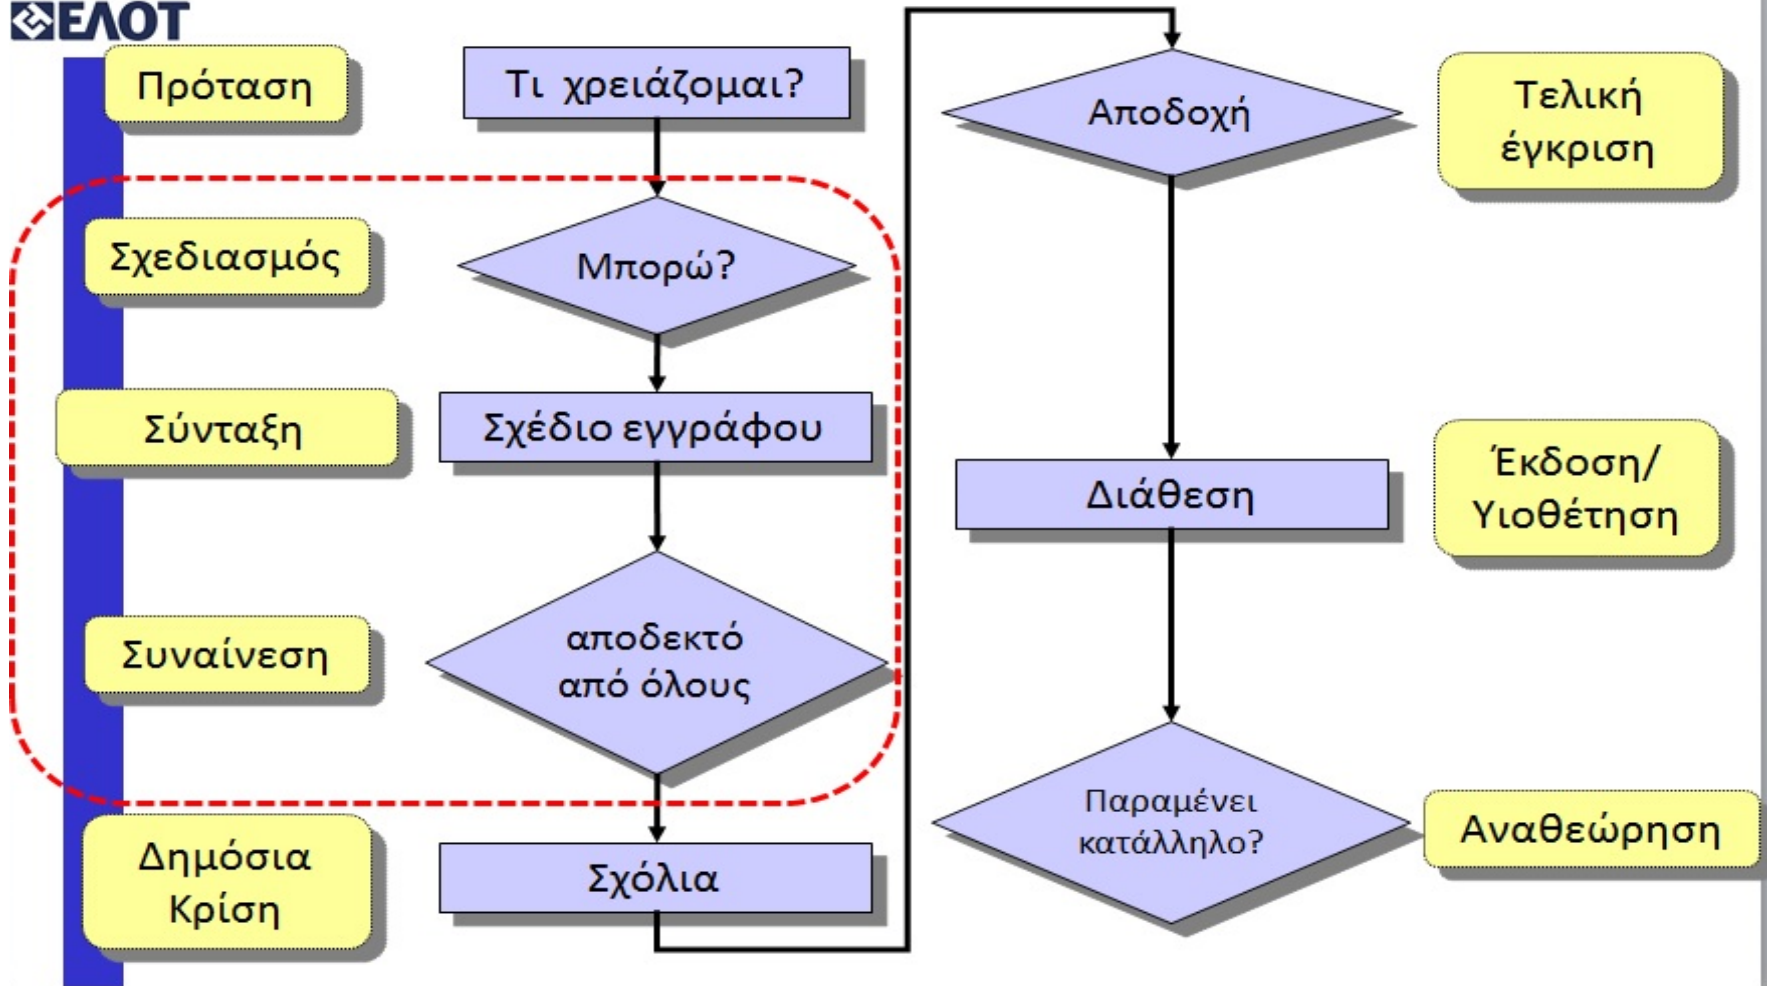 ΕΛΟΤ
Πρόταση
Τι χρειάζομαι?
Σχεδιασμός
Μπορώ?
Σύνταξη
Σχέδιο εγγράφου
Συναίνεση
αποδεκτό
από όλους
Δημόσια
Κρίση
Σχόλια
Αποδοχή
Τελική
έγκριση
Διάθεση
Έκδοση/
Υιοθέτηση
Παραμένει
κατάλληλο?
Αναθεώρηση